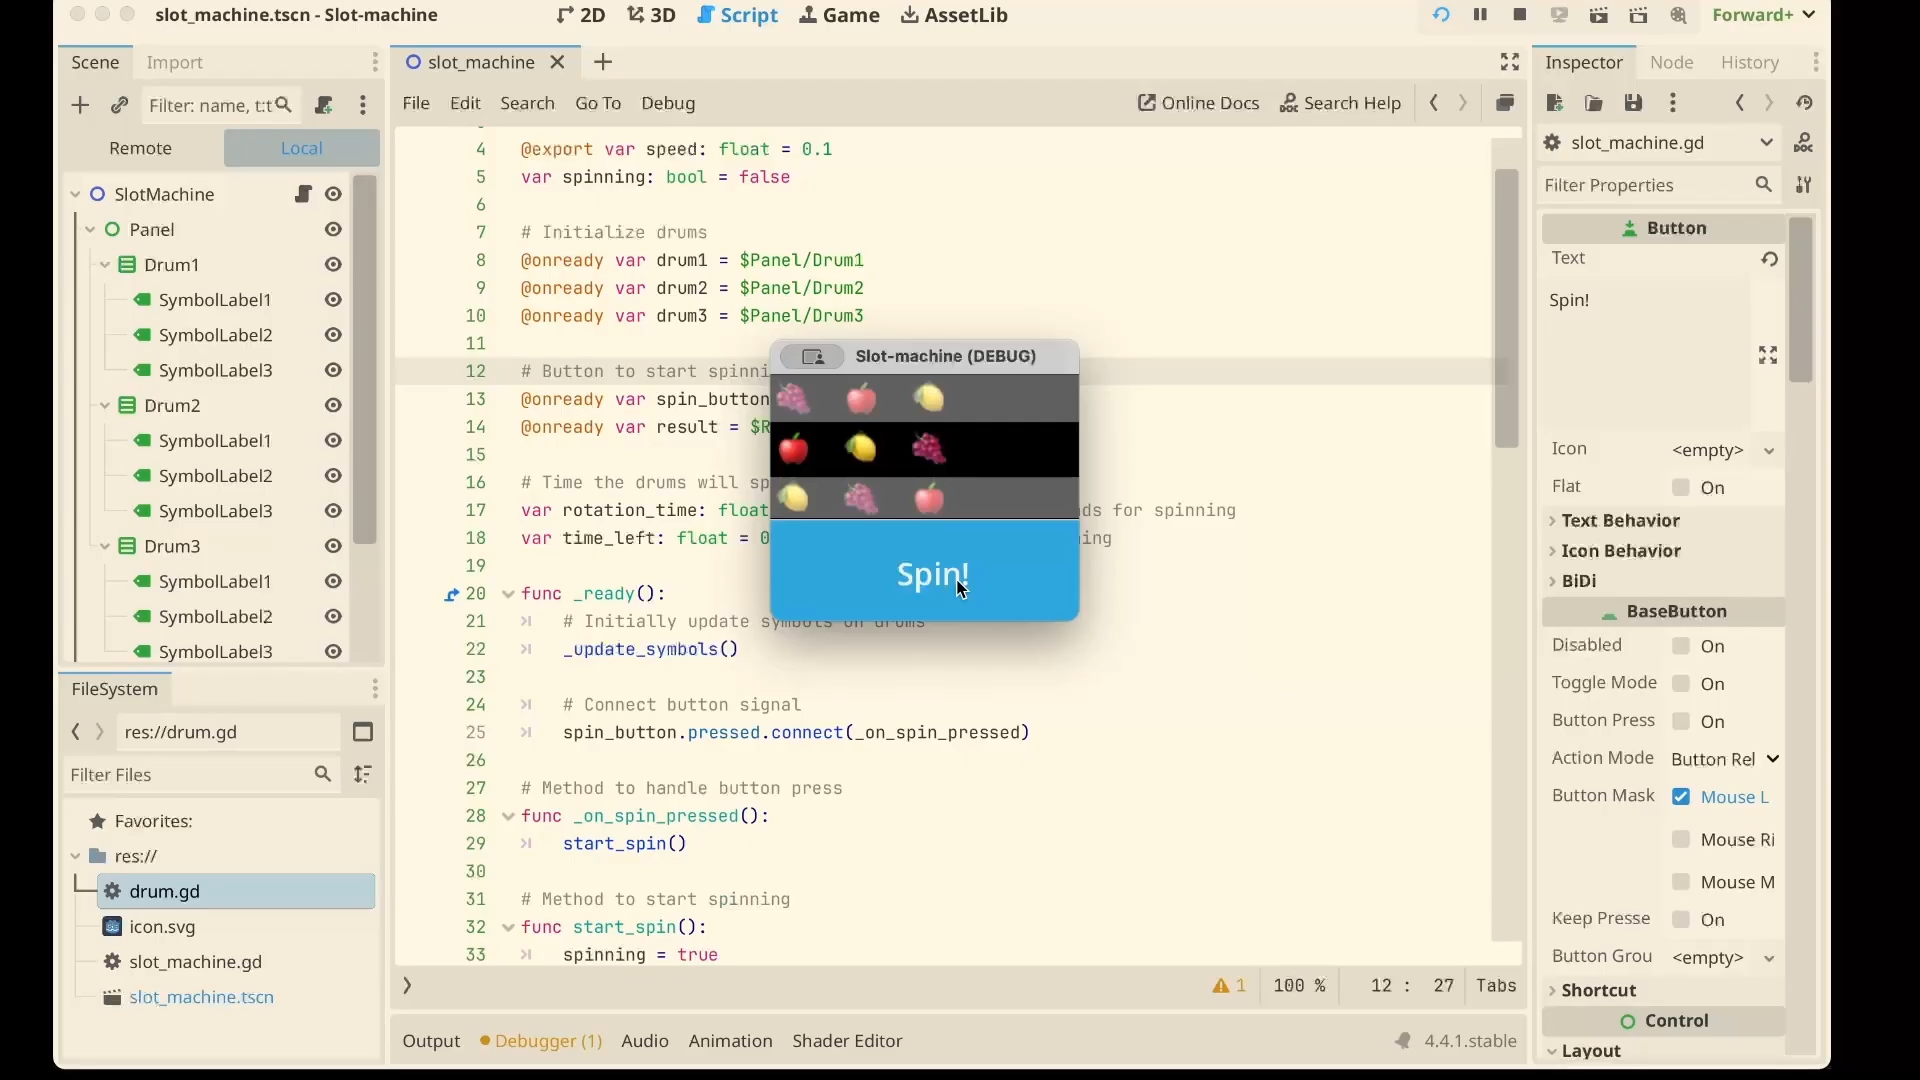 slot_machine.tscn - Slot-machine
2D
3D
Script
Game
AssetLib
Forward+
Scene
Import
Filter: name, t:t
Remote
Local
SlotMachine
Panel
Drum1
SymbolLabel1
SymbolLabel2
SymbolLabel3
Drum2
SymbolLabel1
SymbolLabel2
SymbolLabel3
Drum3
SymbolLabel1
SymbolLabel2
SymbolLabel3
FileSystem
res://drum.gd
Filter Files
Favorites:
res://
drum.gd
icon.svg
slot_machine.gd
slot_machine.tscn
slot_machine
File Edit Search Go To Debug
Online Docs Search Help
4 @export var speed: float = 0.1
5 var spinning: bool = false
6
7 # Initialize drums
8 @onready var drum1 = $Panel/Drum1
9 @onready var drum2 = $Panel/Drum2
10 @onready var drum3 = $Panel/Drum3
11
12 # Button to start spinni
13 @onready var spin_button
14 @onready var result = $R
15
16 # Time the drums will sp
17 var rotation_time: float ds for spinning
18 var time_left: float = 0 ing
19
20 func _ready():
21 # Initially update symbols on drums
22 _update_symbols()
23
24 # Connect button signal
25 spin_button.pressed.connect(_on_spin_pressed)
26
27 # Method to handle button press
28 func _on_spin_pressed():
29 start_spin()
30
31 # Method to start spinning
32 func start_spin():
33 spinning = true
Slot-machine (DEBUG)
Spin!
1
100 %
12 : 27
Tabs
Output
Debugger (1)
Audio
Animation
Shader Editor
4.4.1.stable
Inspector
Node
History
slot_machine.gd
Filter Properties
Button
Text
Spin!
Icon <empty>
Flat On
Text Behavior
Icon Behavior
BiDi
BaseButton
Disabled On
Toggle Mode On
Button Press On
Action Mode Button Rel
Button Mask Mouse L
Mouse Ri
Mouse M
Keep Presse On
Button Grou <empty>
Shortcut
Control
Layout